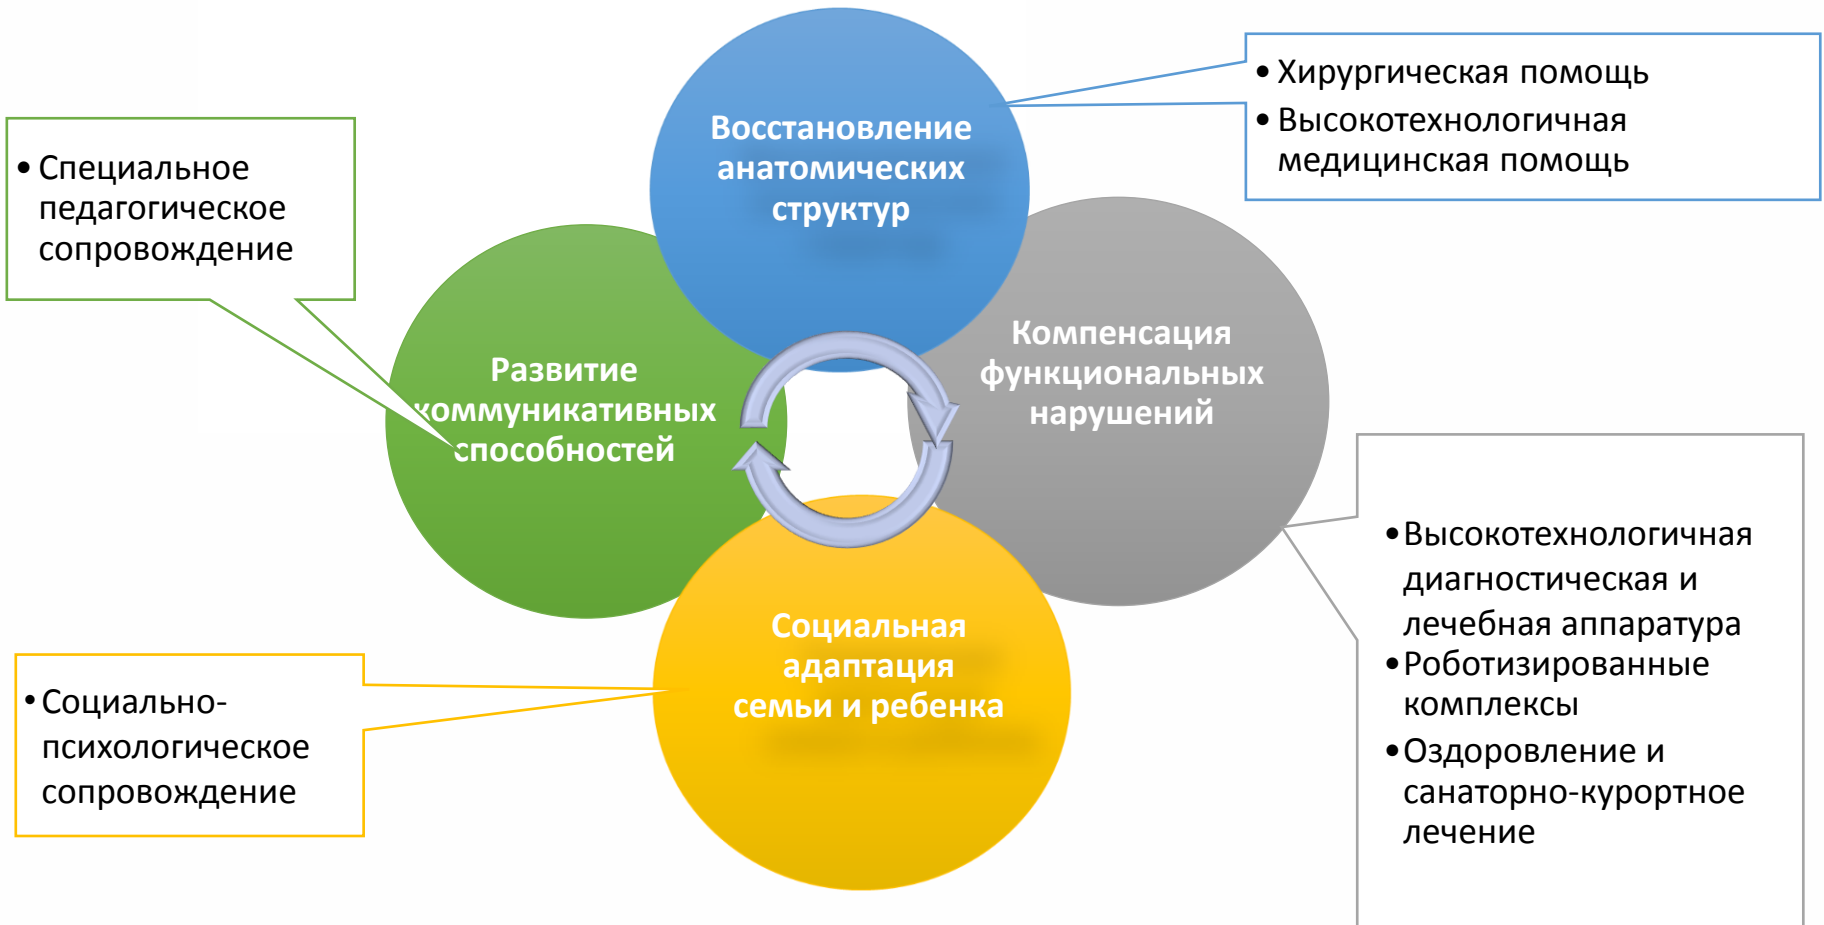 Восстановление
анатомических
структур
• Хирургическая помощь
• Высокотехнологичная
медицинская помощь
• Специальное
педагогическое
сопровождение
Развитие
коммуникативных
способностей
Компенсация
функциональных
нарушений
• Высокотехнологичная
диагностическая и
лечебная аппаратура
• Роботизированные
комплексы
• Оздоровление и
санаторно-курортное
лечение
Социальная
адаптация
семьи и ребенка
• Социально-
психологическое
сопровождение